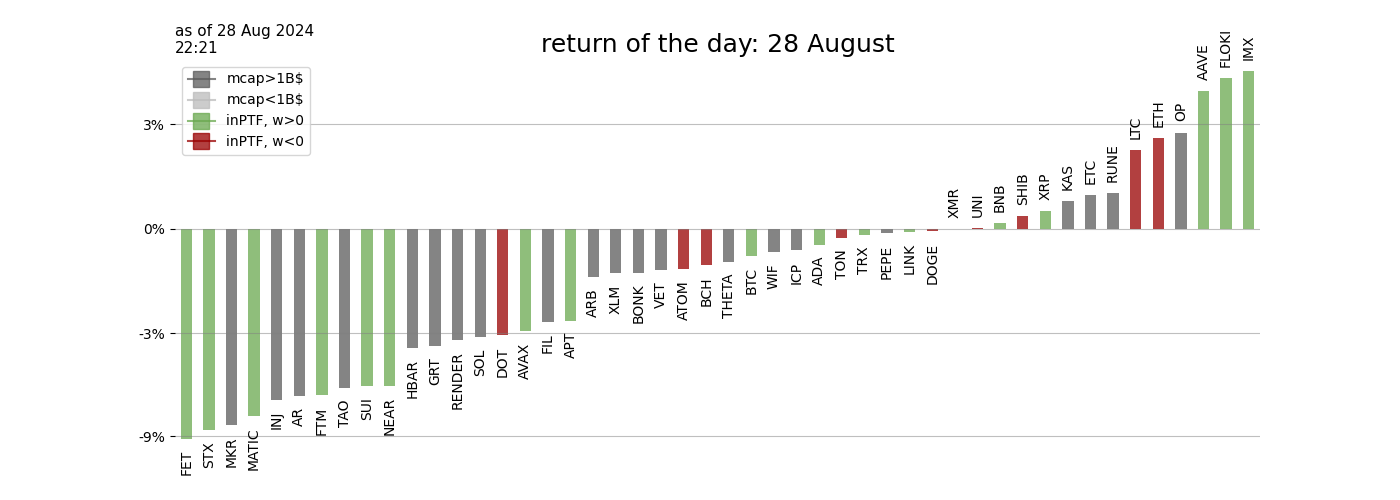 as of 28 Aug 2024
22:21
return of the day: 28 August
mcap>1B$
mcap<1B$
inPTF, w>0
inPTF, w<0
3%
0%
-3%
-9%
FET
STX
MKR
MATIC
INJ
AR
FTM
TAO
SUI
NEAR
HBAR
GRT
RENDER
SOL
DOT
AVAX
FIL
APT
ARB
XLM
BONK
VET
ATOM
BCH
THETA
BTC
WIF
ICP
ADA
TON
TRX
PEPE
LINK
DOGE
XMR
UNI
BNB
SHIB
XRP
KAS
ETC
RUNE
LTC
ETH
OP
AAVE
FLOKI
IMX